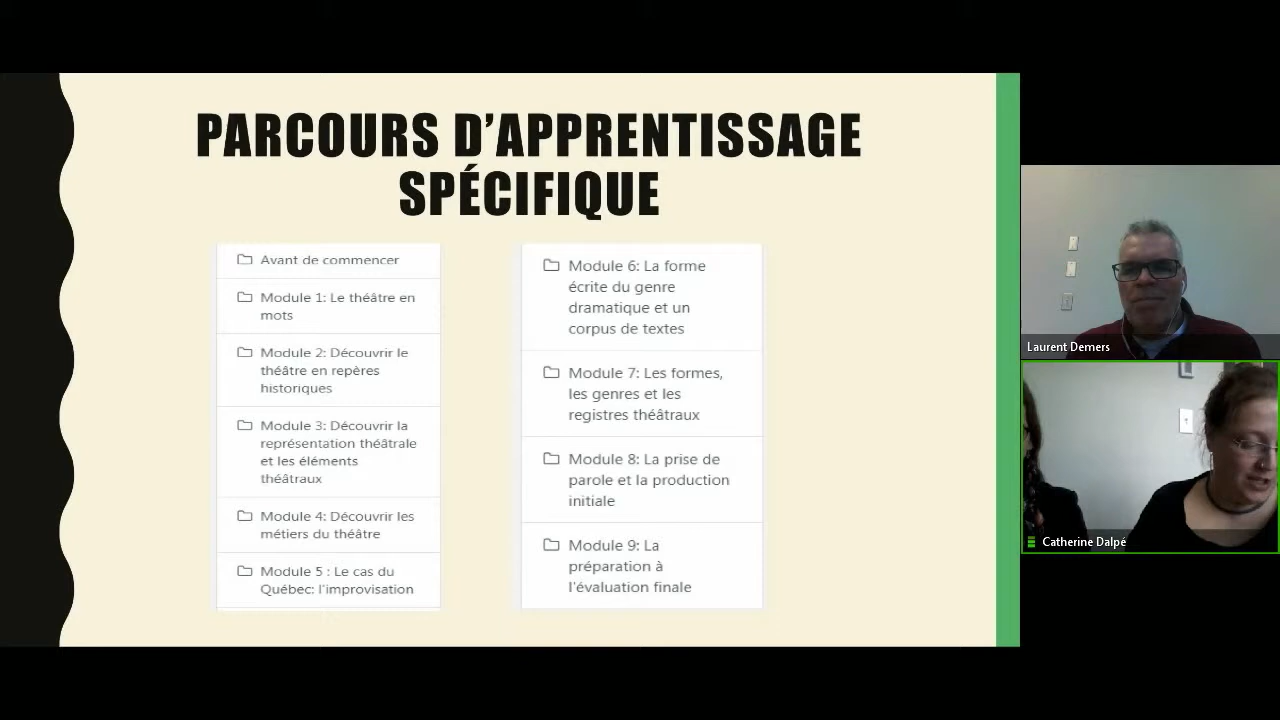 PARCOURS D’APPRENTISSAGE
SPÉCIFIQUE
Avant de commencer
Module 1: Le théâtre en
mots
Module 2: Découvrir le
théâtre en repères
historiques
Module 3: Découvrir la
représentation théâtrale
et les éléments
théâtraux
Module 4: Découvrir les
métiers du théâtre
Module 5 : Le cas du
Québec: l'improvisation
Module 6: La forme
écrite du genre
dramatique et un
corpus de textes
Module 7: Les formes,
les genres et les
registres théâtraux
Module 8: La prise de
parole et la production
initiale
Module 9: La
préparation à
l'évaluation finale
Laurent Demers
Catherine Dalpé